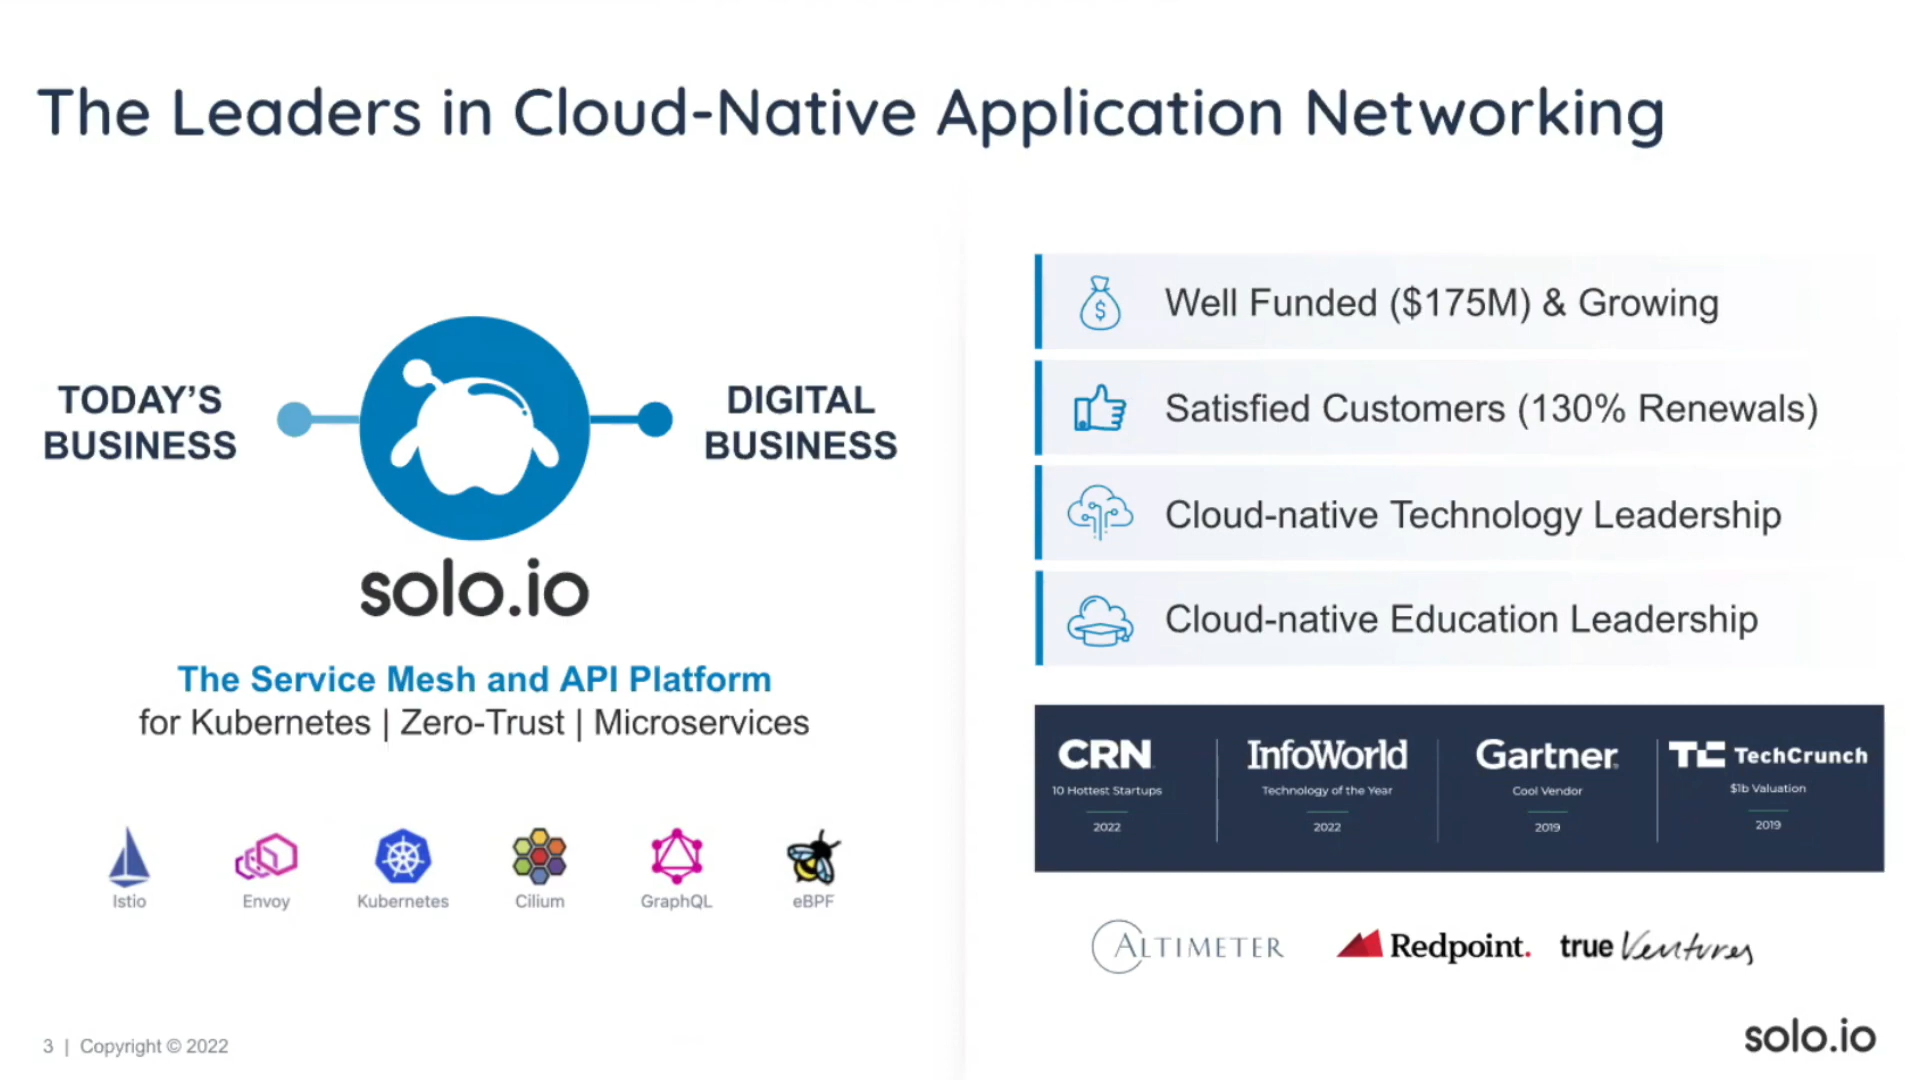 The Leaders in Cloud-Native Application Networking
TODAY'S
BUSINESS
DIGITAL
BUSINESS
solo.io
The Service Mesh and API Platform
for Kubernetes | Zero-Trust | Microservices
Istio
Envoy
Kubernetes
Cilium
GraphQL
eBPF
$
Well Funded ($175M) & Growing
Satisfied Customers (130% Renewals)
Cloud-native Technology Leadership
Cloud-native Education Leadership
CRN
10 Hottest Startups
2022
InfoWorld
Technology of the Year
2022
Gartner
Cool Vendor
2019
TC TechCrunch
$1b Valuation
2019
ALTIMETER
Redpoint.
true Ventures
3 | Copyright © 2022
solo.io